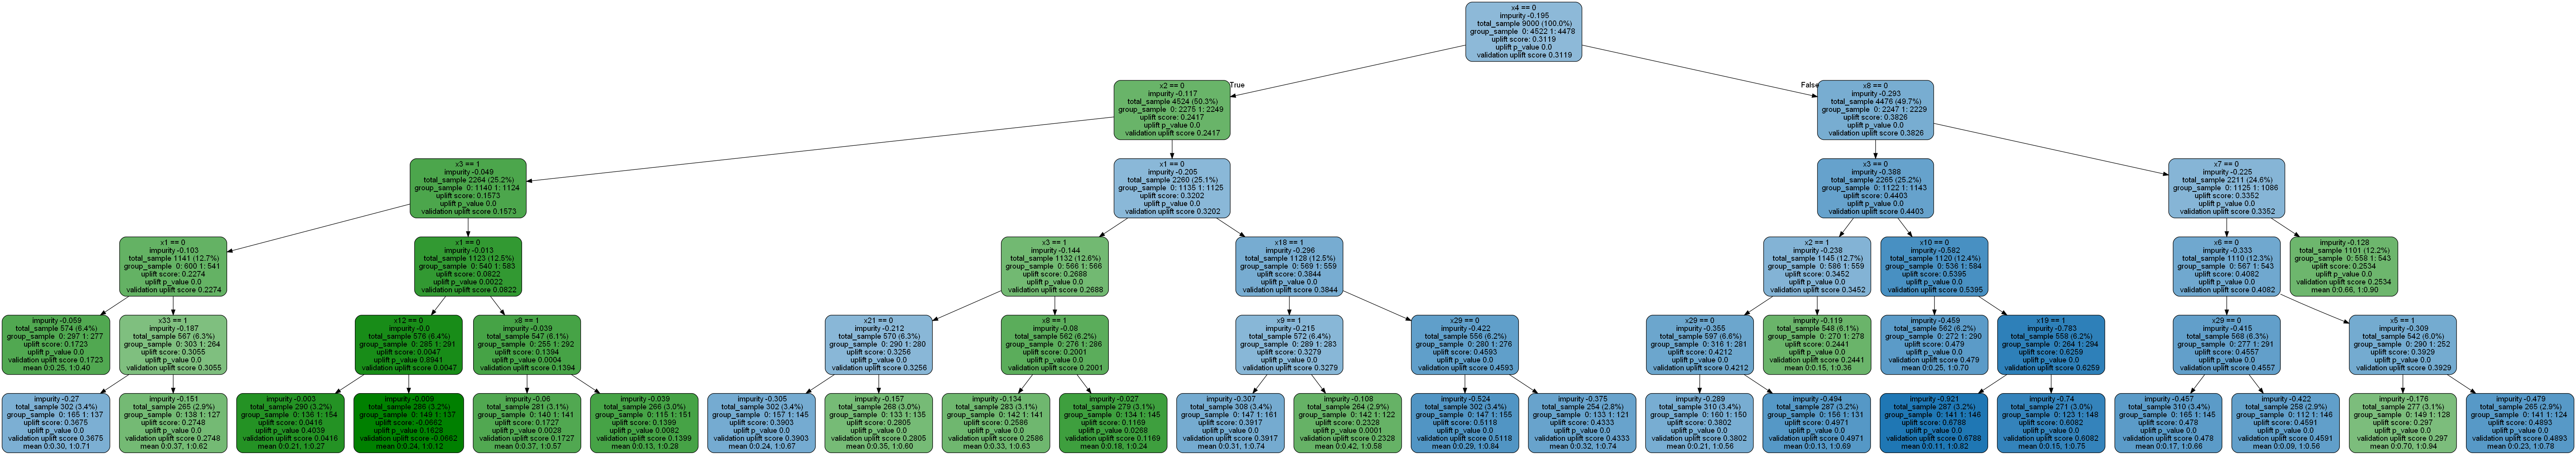 x4 == 0
impurity -0.195
total_sample 9000 (100.0%)
group_sample 0: 4522 1: 4478
uplift score: 0.3119
uplift p_value 0.0
validation uplift score 0.3119
True
False
x2 == 0
impurity -0.117
total_sample 4524 (50.3%)
group_sample 0: 2275 1: 2249
uplift score: 0.2417
uplift p_value 0.0
validation uplift score 0.2417
x8 == 0
impurity -0.293
total_sample 4476 (49.7%)
group_sample 0: 2247 1: 2229
uplift score: 0.3826
uplift p_value 0.0
validation uplift score 0.3826
x3 == 1
impurity -0.049
total_sample 2264 (25.2%)
group_sample 0: 1140 1: 1124
uplift score: 0.1573
uplift p_value 0.0
validation uplift score 0.1573
x1 == 0
impurity -0.205
total_sample 2260 (25.1%)
group_sample 0: 1135 1: 1125
uplift score: 0.3202
uplift p_value 0.0
validation uplift score 0.3202
x3 == 0
impurity -0.388
total_sample 2265 (25.2%)
group_sample 0: 1122 1: 1143
uplift score: 0.4403
uplift p_value 0.0
validation uplift score 0.4403
x7 == 0
impurity -0.225
total_sample 2211 (24.6%)
group_sample 0: 1125 1: 1086
uplift score: 0.3352
uplift p_value 0.0
validation uplift score 0.3352
x1 == 0
impurity -0.103
total_sample 1141 (12.7%)
group_sample 0: 600 1: 541
uplift score: 0.2274
uplift p_value 0.0
validation uplift score 0.2274
x1 == 0
impurity -0.013
total_sample 1123 (12.5%)
group_sample 0: 540 1: 583
uplift score: 0.0822
uplift p_value 0.0022
validation uplift score 0.0822
x3 == 1
impurity -0.144
total_sample 1132 (12.6%)
group_sample 0: 566 1: 566
uplift score: 0.2688
uplift p_value 0.0
validation uplift score 0.2688
x18 == 1
impurity -0.296
total_sample 1128 (12.5%)
group_sample 0: 569 1: 559
uplift score: 0.3844
uplift p_value 0.0
validation uplift score 0.3844
x2 == 1
impurity -0.238
total_sample 1145 (12.7%)
group_sample 0: 586 1: 559
uplift score: 0.3452
uplift p_value 0.0
validation uplift score 0.3452
x10 == 0
impurity -0.582
total_sample 1120 (12.4%)
group_sample 0: 536 1: 584
uplift score: 0.5395
uplift p_value 0.0
validation uplift score 0.5395
x6 == 0
impurity -0.333
total_sample 1110 (12.3%)
group_sample 0: 567 1: 543
uplift score: 0.4082
uplift p_value 0.0
validation uplift score 0.4082
impurity -0.128
total_sample 1101 (12.2%)
group_sample 0: 558 1: 543
uplift score: 0.2534
uplift p_value 0.0
validation uplift score 0.2534
mean 0:0.66, 1:0.90
impurity -0.059
total_sample 574 (6.4%)
group_sample 0: 297 1: 277
uplift score: 0.1723
uplift p_value 0.0
validation uplift score 0.1723
mean 0:0.25, 1:0.40
x33 == 1
impurity -0.187
total_sample 567 (6.3%)
group_sample 0: 303 1: 264
uplift score: 0.3055
uplift p_value 0.0
validation uplift score 0.3055
x12 == 0
impurity -0.0
total_sample 576 (6.4%)
group_sample 0: 285 1: 291
uplift score: 0.0047
uplift p_value 0.8941
validation uplift score 0.0047
x8 == 1
impurity -0.039
total_sample 547 (6.1%)
group_sample 0: 255 1: 292
uplift score: 0.1394
uplift p_value 0.0004
validation uplift score 0.1394
x21 == 0
impurity -0.212
total_sample 570 (6.3%)
group_sample 0: 290 1: 280
uplift score: 0.3256
uplift p_value 0.0
validation uplift score 0.3256
x8 == 1
impurity -0.08
total_sample 562 (6.2%)
group_sample 0: 276 1: 286
uplift score: 0.2001
uplift p_value 0.0
validation uplift score 0.2001
x9 == 1
impurity -0.215
total_sample 572 (6.4%)
group_sample 0: 289 1: 283
uplift score: 0.3279
uplift p_value 0.0
validation uplift score 0.3279
x29 == 0
impurity -0.422
total_sample 556 (6.2%)
group_sample 0: 280 1: 276
uplift score: 0.4593
uplift p_value 0.0
validation uplift score 0.4593
x29 == 0
impurity -0.355
total_sample 597 (6.6%)
group_sample 0: 316 1: 281
uplift score: 0.4212
uplift p_value 0.0
validation uplift score 0.4212
impurity -0.119
total_sample 548 (6.1%)
group_sample 0: 270 1: 278
uplift score: 0.2441
uplift p_value 0.0
validation uplift score 0.2441
mean 0:0.15, 1:0.36
impurity -0.459
total_sample 562 (6.2%)
group_sample 0: 272 1: 290
uplift score: 0.479
uplift p_value 0.0
validation uplift score 0.479
mean 0:0.25, 1:0.70
x19 == 1
impurity -0.783
total_sample 558 (6.2%)
group_sample 0: 264 1: 294
uplift score: 0.6259
uplift p_value 0.0
validation uplift score 0.6259
x29 == 0
impurity -0.415
total_sample 568 (6.3%)
group_sample 0: 277 1: 291
uplift score: 0.4557
uplift p_value 0.0
validation uplift score 0.4557
x5 == 1
impurity -0.309
total_sample 542 (6.0%)
group_sample 0: 290 1: 252
uplift score: 0.3929
uplift p_value 0.0
validation uplift score 0.3929
impurity -0.27
total_sample 302 (3.4%)
group_sample 0: 165 1: 137
uplift score: 0.3675
uplift p_value 0.0
validation uplift score 0.3675
mean 0:0.30, 1:0.71
impurity -0.151
total_sample 265 (2.9%)
group_sample 0: 138 1: 127
uplift score: 0.2748
uplift p_value 0.0
validation uplift score 0.2748
mean 0:0.37, 1:0.62
impurity -0.003
total_sample 290 (3.2%)
group_sample 0: 136 1: 154
uplift score: 0.0416
uplift p_value 0.4039
validation uplift score 0.0416
mean 0:0.21, 1:0.27
impurity -0.009
total_sample 286 (3.2%)
group_sample 0: 149 1: 137
uplift score: -0.0662
uplift p_value 0.1628
validation uplift score -0.0662
mean 0:0.24, 1:0.12
impurity -0.06
total_sample 281 (3.1%)
group_sample 0: 140 1: 141
uplift score: 0.1727
uplift p_value 0.0028
validation uplift score 0.1727
mean 0:0.37, 1:0.57
impurity -0.039
total_sample 266 (3.0%)
group_sample 0: 115 1: 151
uplift score: 0.1399
uplift p_value 0.0082
validation uplift score 0.1399
mean 0:0.13, 1:0.28
impurity -0.305
total_sample 302 (3.4%)
group_sample 0: 157 1: 145
uplift score: 0.3903
uplift p_value 0.0
validation uplift score 0.3903
mean 0:0.24, 1:0.67
impurity -0.157
total_sample 268 (3.0%)
group_sample 0: 133 1: 135
uplift score: 0.2805
uplift p_value 0.0
validation uplift score 0.2805
mean 0:0.35, 1:0.60
impurity -0.134
total_sample 283 (3.1%)
group_sample 0: 142 1: 141
uplift score: 0.2586
uplift p_value 0.0
validation uplift score 0.2586
mean 0:0.33, 1:0.63
impurity -0.027
total_sample 279 (3.1%)
group_sample 0: 134 1: 145
uplift score: 0.1169
uplift p_value 0.0268
validation uplift score 0.1169
mean 0:0.18, 1:0.24
impurity -0.307
total_sample 308 (3.4%)
group_sample 0: 147 1: 161
uplift score: 0.3917
uplift p_value 0.0
validation uplift score 0.3917
mean 0:0.31, 1:0.74
impurity -0.108
total_sample 264 (2.9%)
group_sample 0: 142 1: 122
uplift score: 0.2328
uplift p_value 0.0001
validation uplift score 0.2328
mean 0:0.42, 1:0.58
impurity -0.524
total_sample 302 (3.4%)
group_sample 0: 147 1: 155
uplift score: 0.5118
uplift p_value 0.0
validation uplift score 0.5118
mean 0:0.29, 1:0.84
impurity -0.375
total_sample 254 (2.8%)
group_sample 0: 133 1: 121
uplift score: 0.4333
uplift p_value 0.0
validation uplift score 0.4333
mean 0:0.32, 1:0.74
impurity -0.289
total_sample 310 (3.4%)
group_sample 0: 160 1: 150
uplift score: 0.3802
uplift p_value 0.0
validation uplift score 0.3802
mean 0:0.21, 1:0.56
impurity -0.494
total_sample 287 (3.2%)
group_sample 0: 156 1: 131
uplift score: 0.4971
uplift p_value 0.0
validation uplift score 0.4971
mean 0:0.13, 1:0.69
impurity -0.921
total_sample 287 (3.2%)
group_sample 0: 141 1: 146
uplift score: 0.6788
uplift p_value 0.0
validation uplift score 0.6788
mean 0:0.11, 1:0.82
impurity -0.74
total_sample 271 (3.0%)
group_sample 0: 123 1: 148
uplift score: 0.6082
uplift p_value 0.0
validation uplift score 0.6082
mean 0:0.15, 1:0.75
impurity -0.457
total_sample 310 (3.4%)
group_sample 0: 165 1: 145
uplift score: 0.478
uplift p_value 0.0
validation uplift score 0.478
mean 0:0.17, 1:0.66
impurity -0.422
total_sample 258 (2.9%)
group_sample 0: 112 1: 146
uplift score: 0.4591
uplift p_value 0.0
validation uplift score 0.4591
mean 0:0.09, 1:0.56
impurity -0.176
total_sample 277 (3.1%)
group_sample 0: 149 1: 128
uplift score: 0.297
uplift p_value 0.0
validation uplift score 0.297
mean 0:0.70, 1:0.94
impurity -0.479
total_sample 265 (2.9%)
group_sample 0: 141 1: 124
uplift score: 0.4893
uplift p_value 0.0
validation uplift score 0.4893
mean 0:0.23, 1:0.78